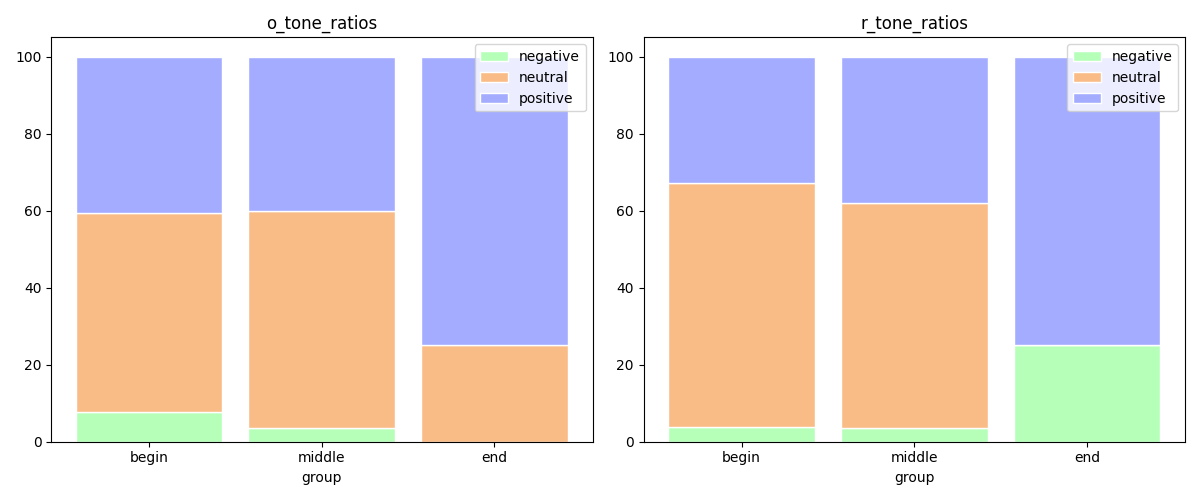 o_tone_ratios
100
80
60
40
20
0
negative
neutral
positive
begin
middle
end
group
r_tone_ratios
100
80
60
40
20
0
negative
neutral
positive
begin
middle
end
group